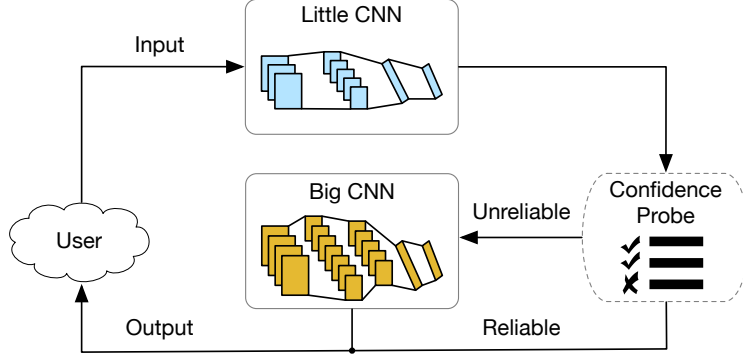 Little CNN
Input
Big CNN
Confidence
Probe
Unreliable
User
Output
Reliable